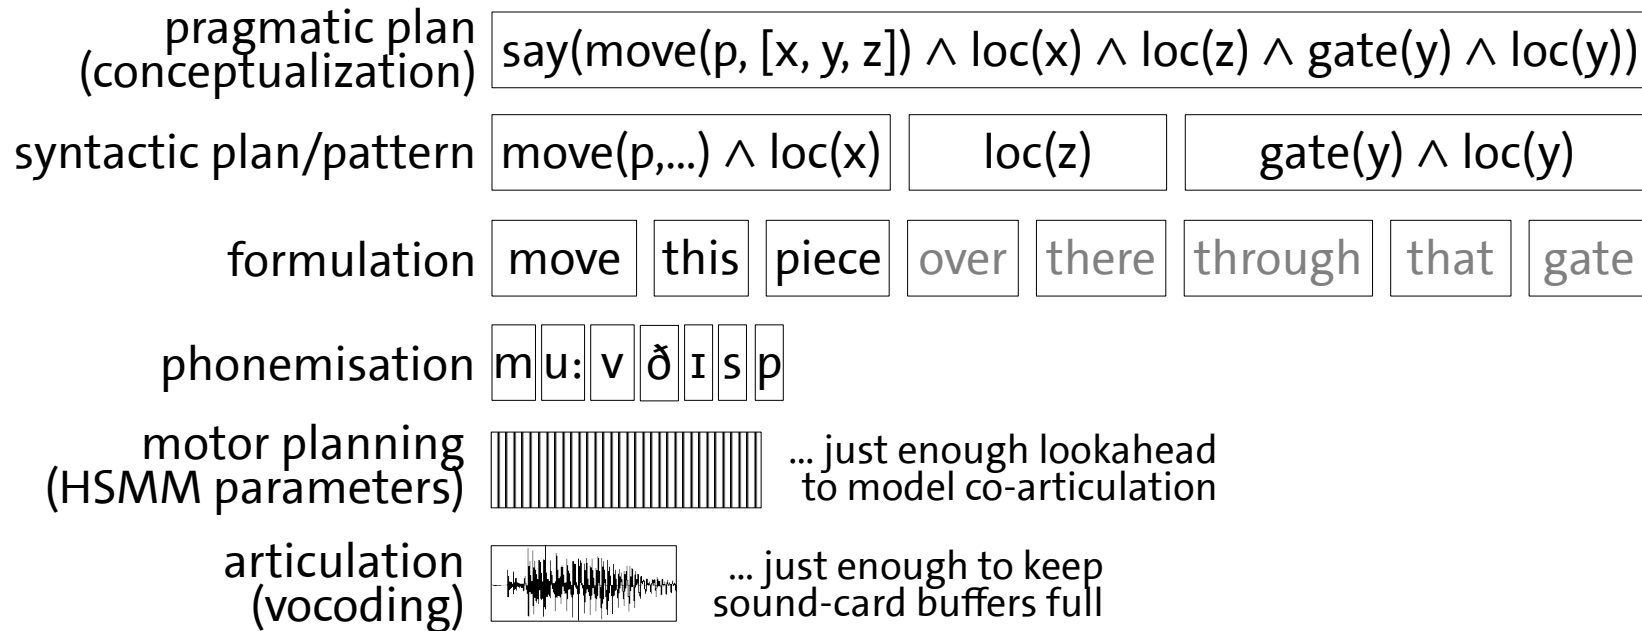 pragmatic plan
(conceptualization)
say(move(p, [x, y, z]) ∧ loc(x) ∧ loc(z) ∧ gate(y) ∧ loc(y))
syntactic plan/pattern
move(p,...) ∧ loc(x)
loc(z)
gate(y) ∧ loc(y)
formulation
move this piece over there through that gate
phonemisation
m u: v ð ɪ s p
motor planning
(HSMM parameters)
... just enough lookahead
to model co-articulation
articulation
(vocoding)
... just enough to keep
sound-card buffers full